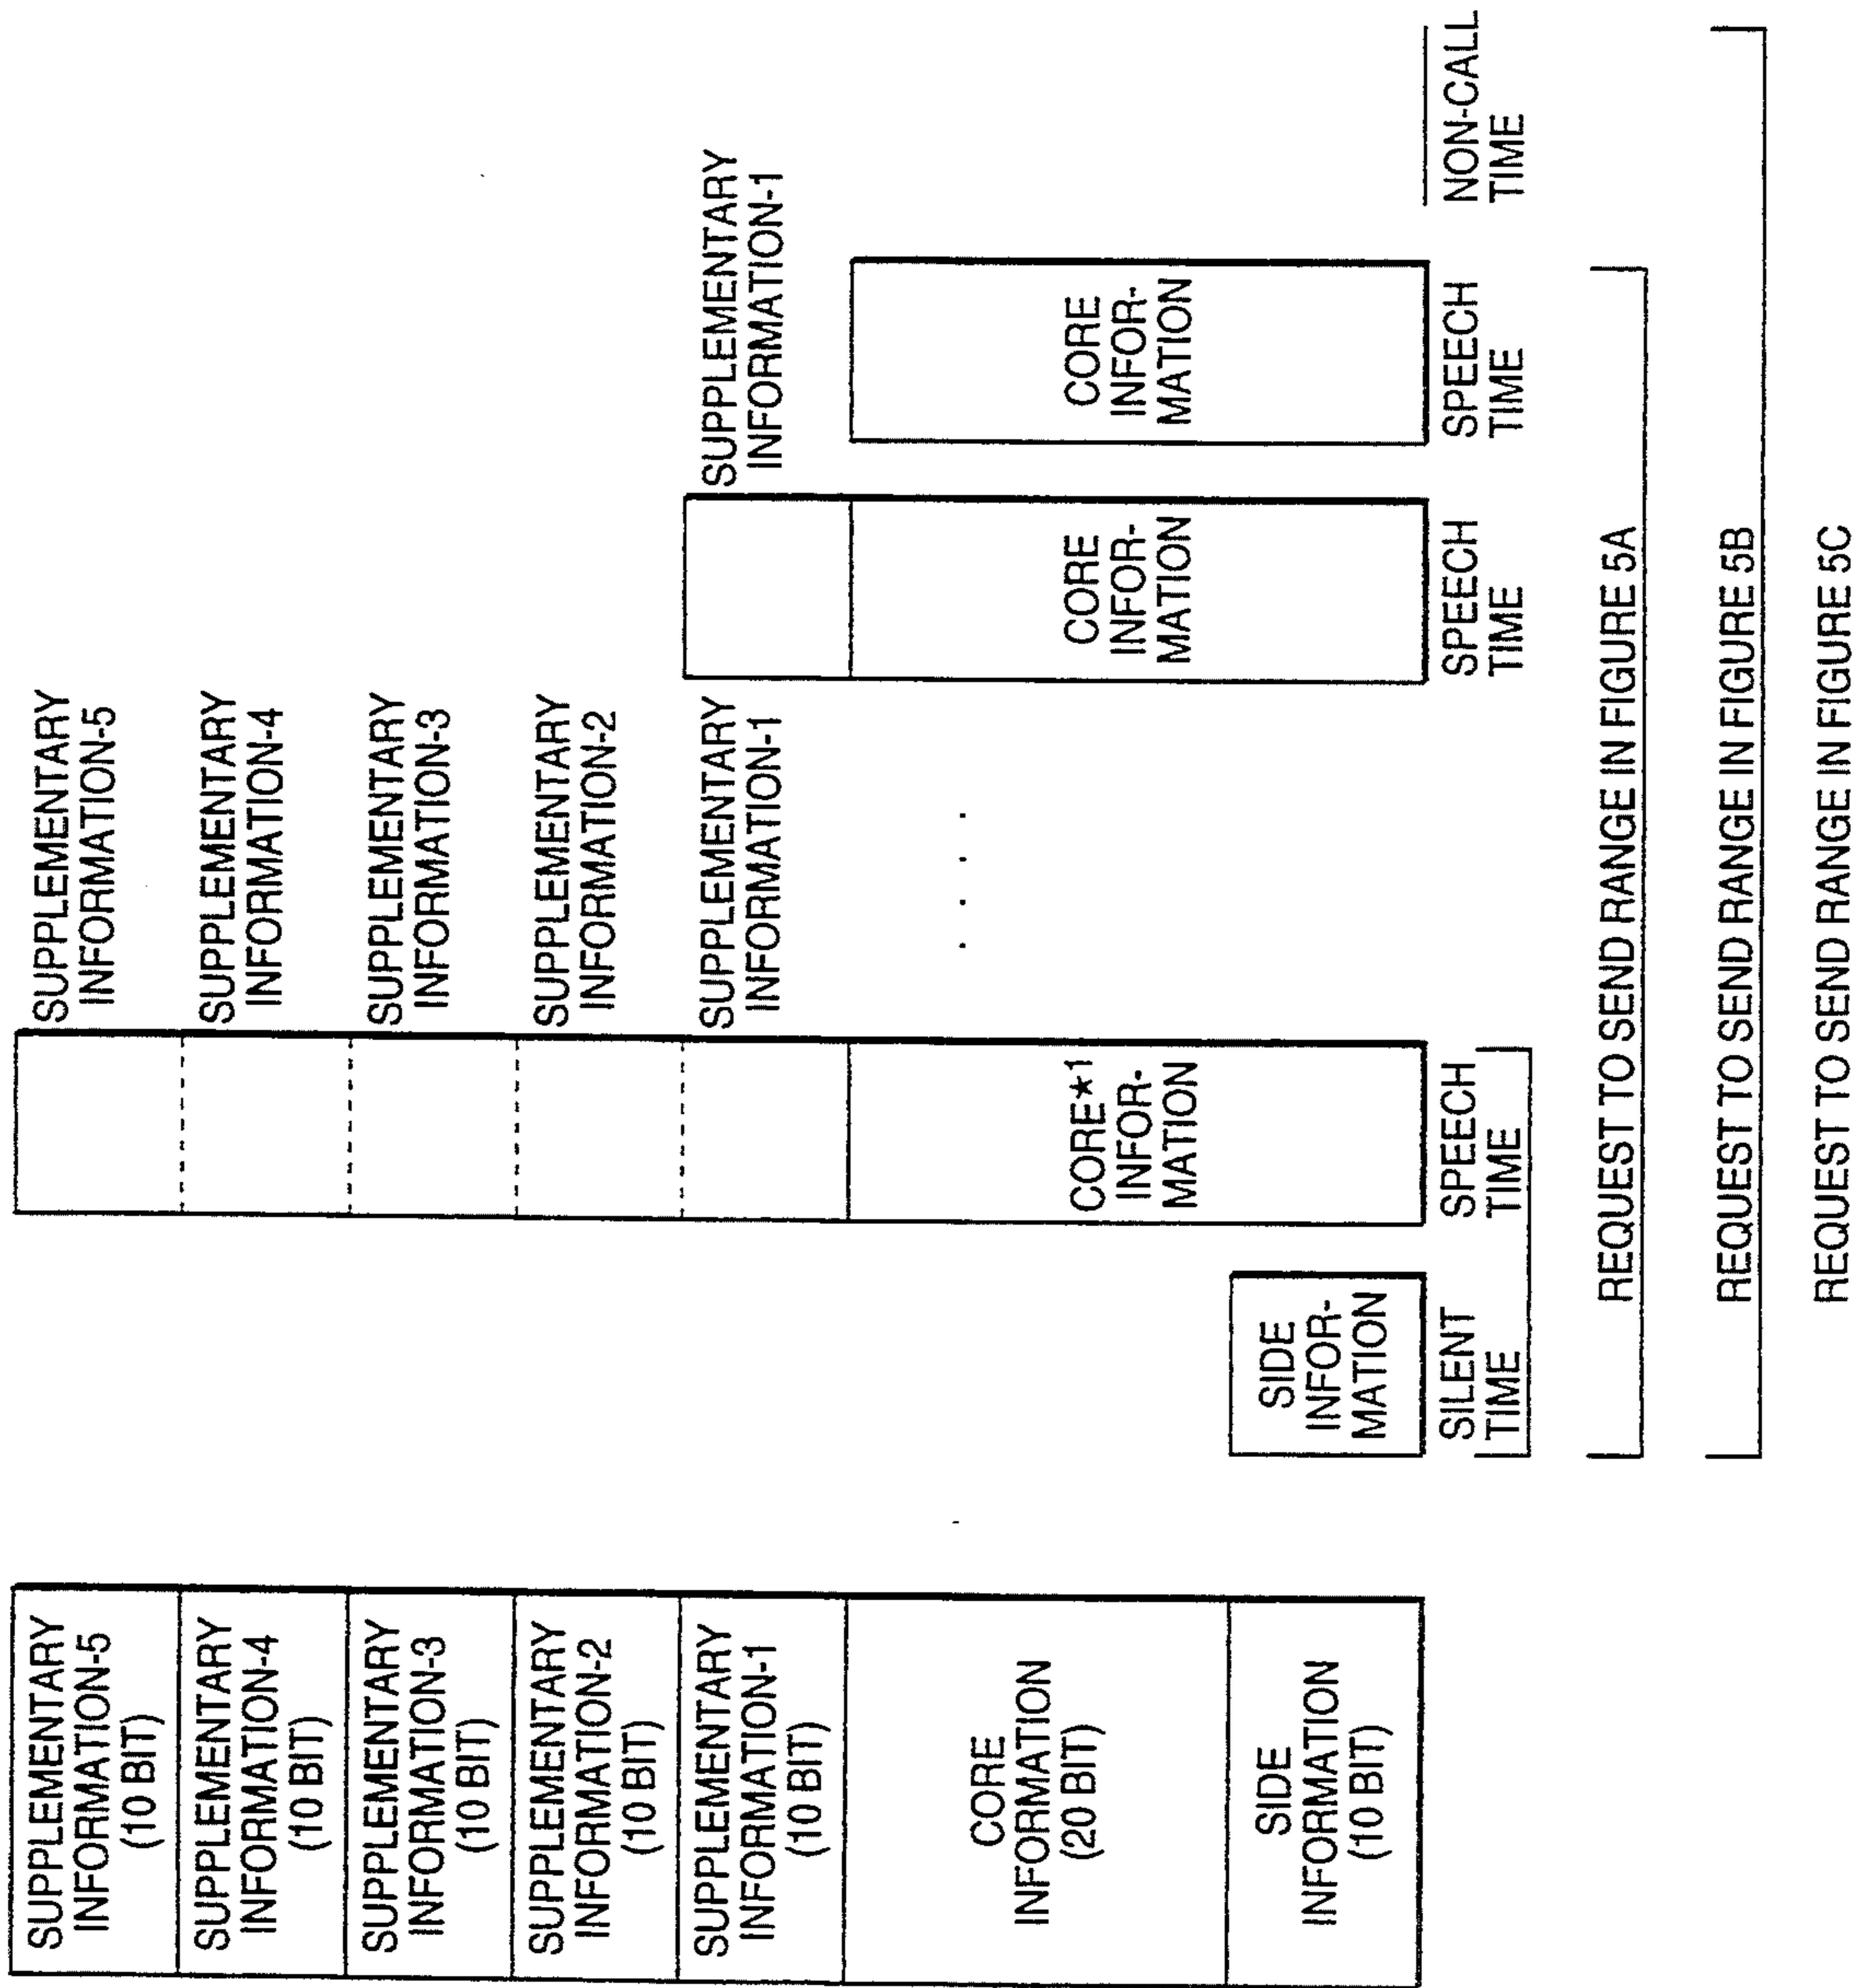 SUPPLEMENTARY
INFORMATION-5
(10 BIT)
SUPPLEMENTARY
INFORMATION-4
(10 BIT)
SUPPLEMENTARY
INFORMATION-3
(10 BIT)
SUPPLEMENTARY
INFORMATION-2
(10 BIT)
SUPPLEMENTARY
INFORMATION-1
(10 BIT)
CORE
INFORMATION
(20 BIT)
SIDE
INFORMATION
(10 BIT)
SIDE
INFOR-
MATION
SILENT
TIME
CORE★1
INFOR-
MATION
SPEECH
TIME
SUPPLEMENTARY
INFORMATION-5
SUPPLEMENTARY
INFORMATION-4
SUPPLEMENTARY
INFORMATION-3
SUPPLEMENTARY
INFORMATION-2
SUPPLEMENTARY
INFORMATION-1
. . . .
CORE
INFOR-
MATION
SPEECH
TIME
SUPPLEMENTARY
INFORMATION-1
CORE
INFOR-
MATION
SPEECH
TIME
NON-CALL
TIME
REQUEST TO SEND RANGE IN FIGURE 5A
REQUEST TO SEND RANGE IN FIGURE 5B
REQUEST TO SEND RANGE IN FIGURE 5C